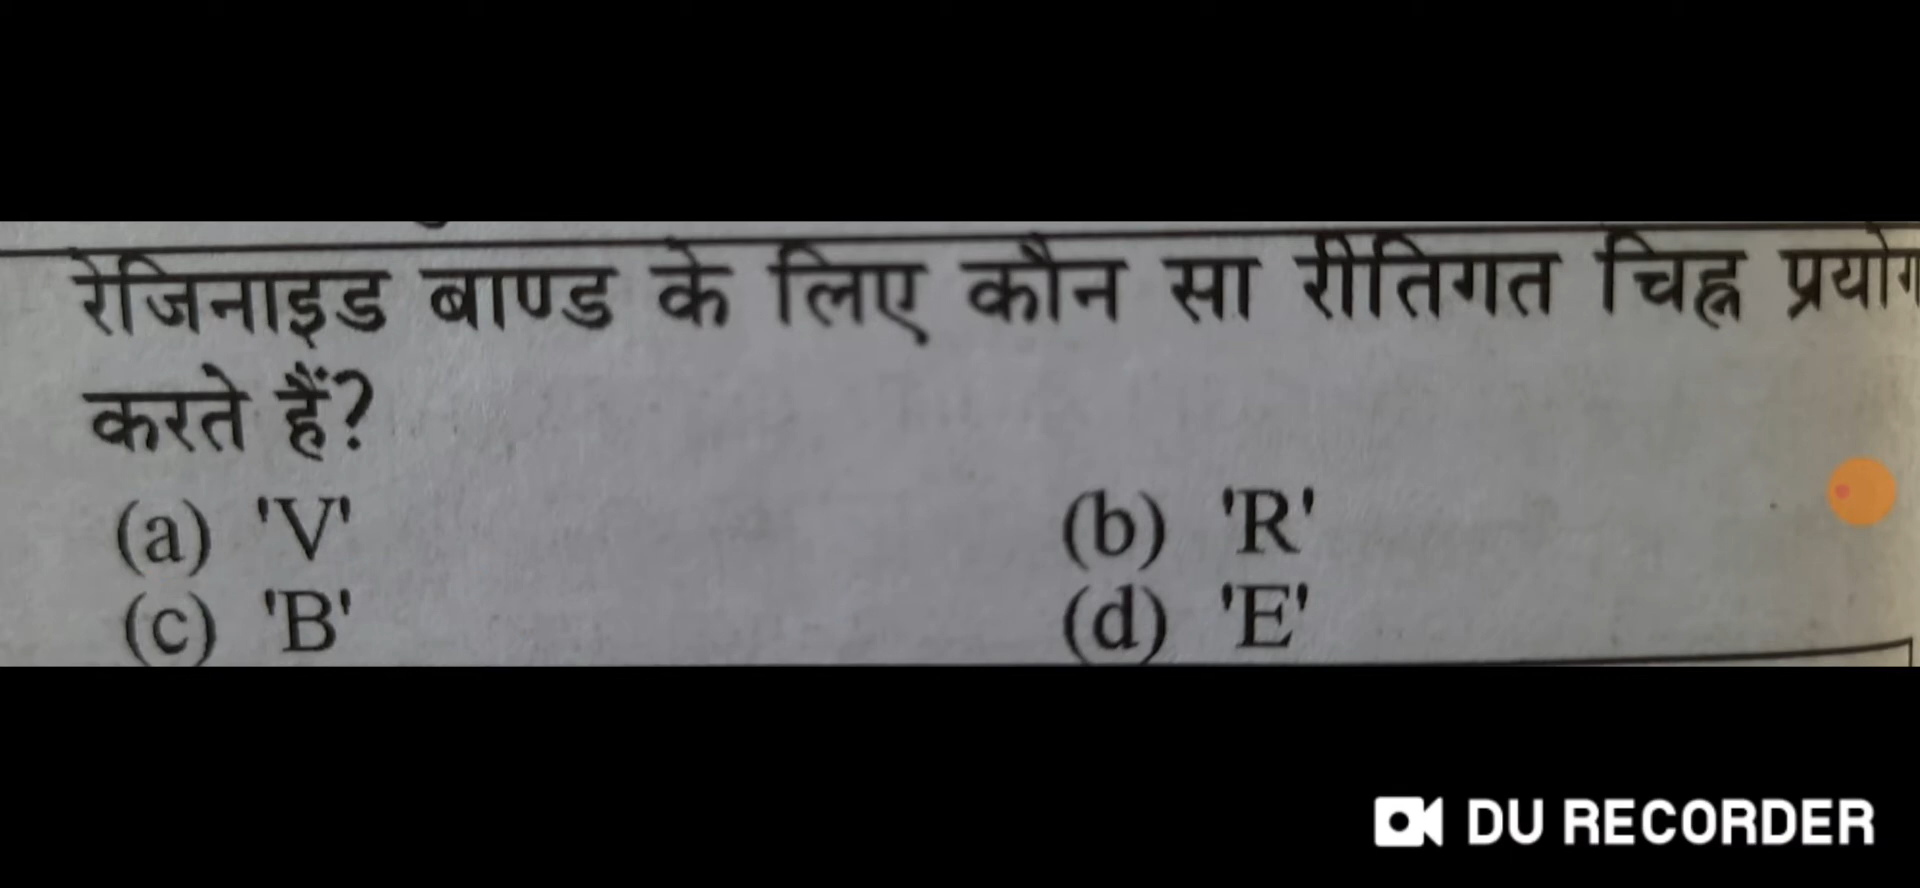 रेजिनाइड बाण्ड के लिए कौन सा रीतिगत चिह्न प्रयोग
करते हैं?
(a) 'V' (b) 'R'
(c) 'B' (d) 'E'
DU RECORDER